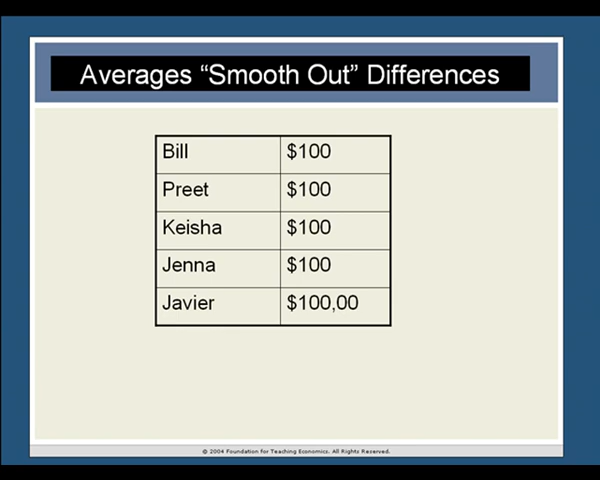 Averages “Smooth Out” Differences
Bill $100
Preet $100
Keisha $100
Jenna $100
Javier $100,00
© 2004 Foundation for Teaching Economics. All Rights Reserved.